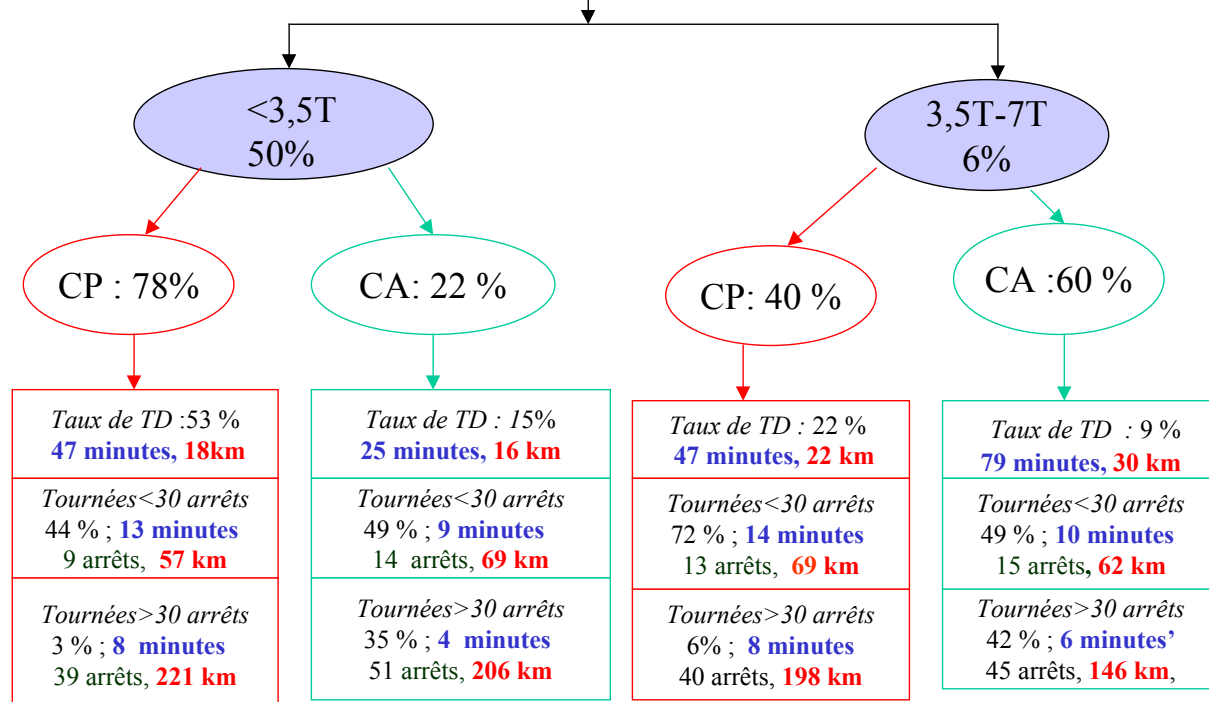 <3,5T
50%
3,5T-7T
6%
CP : 78%
CA: 22 %
CP: 40 %
CA :60 %
Taux de TD :53 %
47 minutes, 18km
Tournées<30 arrêts
44 % ; 13 minutes
9 arrêts, 57 km
Tournées>30 arrêts
3 % ; 8 minutes
39 arrêts, 221 km
Taux de TD : 15%
25 minutes, 16 km
Tournées<30 arrêts
49 % ; 9 minutes
14 arrêts, 69 km
Tournées>30 arrêts
35 % ; 4 minutes
51 arrêts, 206 km
Taux de TD : 22 %
47 minutes, 22 km
Tournées<30 arrêts
72 % ; 14 minutes
13 arrêts, 69 km
Tournées>30 arrêts
6% ; 8 minutes
40 arrêts, 198 km
Taux de TD : 9 %
79 minutes, 30 km
Tournées<30 arrêts
49 % ; 10 minutes
15 arrêts, 62 km
Tournées>30 arrêts
42 % ; 6 minutes’
45 arrêts, 146 km,